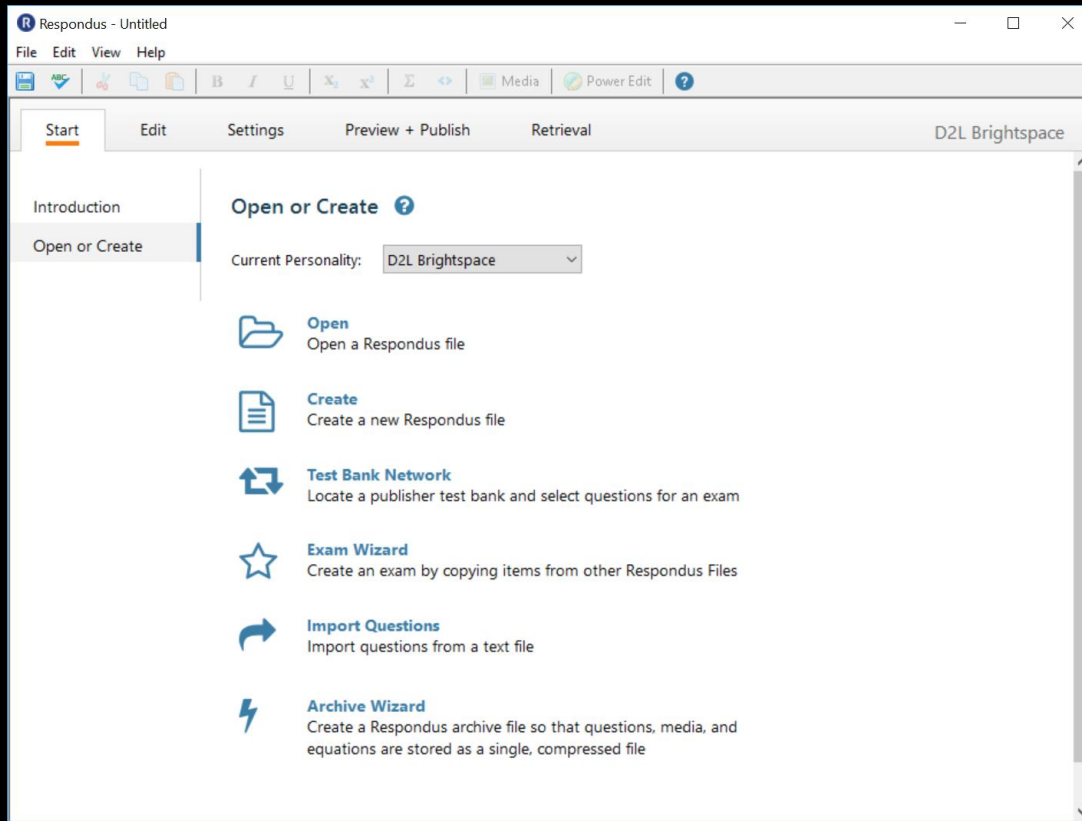 Respondus - Untitled
File Edit View Help
ABC B I U X₂ x² Σ <> Media Power Edit ?
Start Edit Settings Preview + Publish Retrieval D2L Brightspace
Introduction
Open or Create
Open or Create ?
Current Personality: D2L Brightspace
Open
Open a Respondus file
Create
Create a new Respondus file
Test Bank Network
Locate a publisher test bank and select questions for an exam
Exam Wizard
Create an exam by copying items from other Respondus Files
Import Questions
Import questions from a text file
Archive Wizard
Create a Respondus archive file so that questions, media, and
equations are stored as a single, compressed file